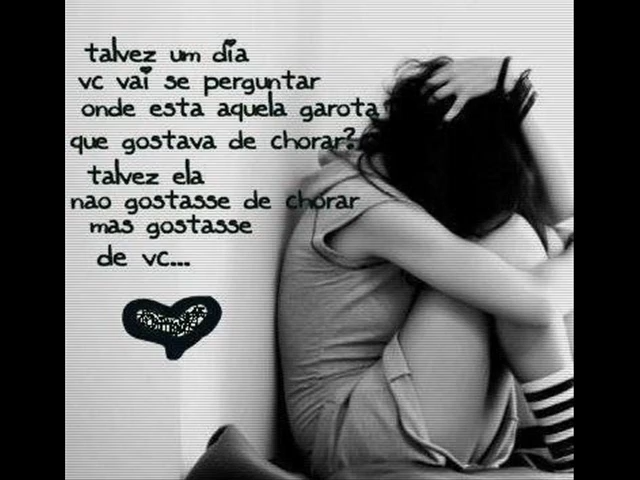 talvez um dia
vc vai se perguntar
onde esta aquela garota
que gostava de chorar?
talvez ela
nao gostasse de chorar
mas gostasse
de vc...